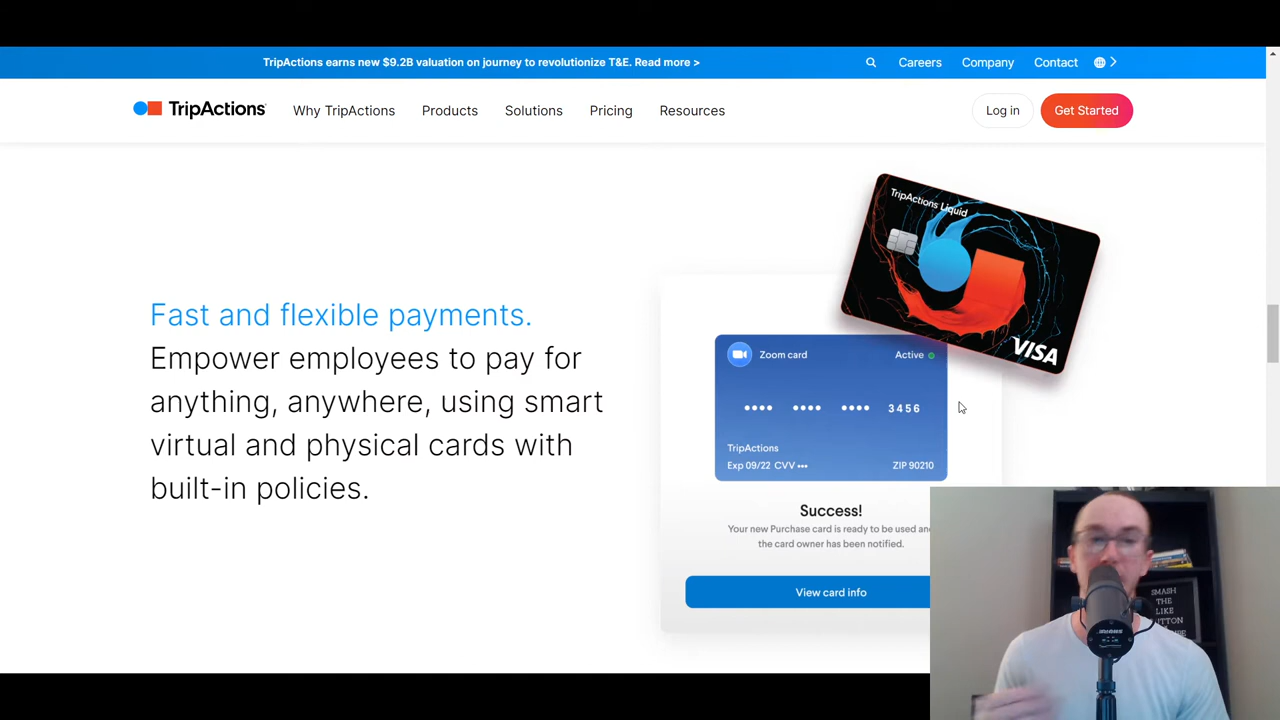 TripActions earns new $9.2B valuation on journey to revolutionize T&E. Read more >
Careers
Company
Contact
TripActions
Why TripActions
Products
Solutions
Pricing
Resources
Log in
Get Started
TripActions Liquid
VISA
Fast and flexible payments.
Empower employees to pay for
anything, anywhere, using smart
virtual and physical cards with
built-in policies.
Zoom card
Active
•••• •••• •••• 3456
TripActions
Exp 09/22 CVV •••
ZIP 90210
Success!
Your new Purchase card is ready to be used and
the card owner has been notified.
View card info
SMASH
THE
LIKE